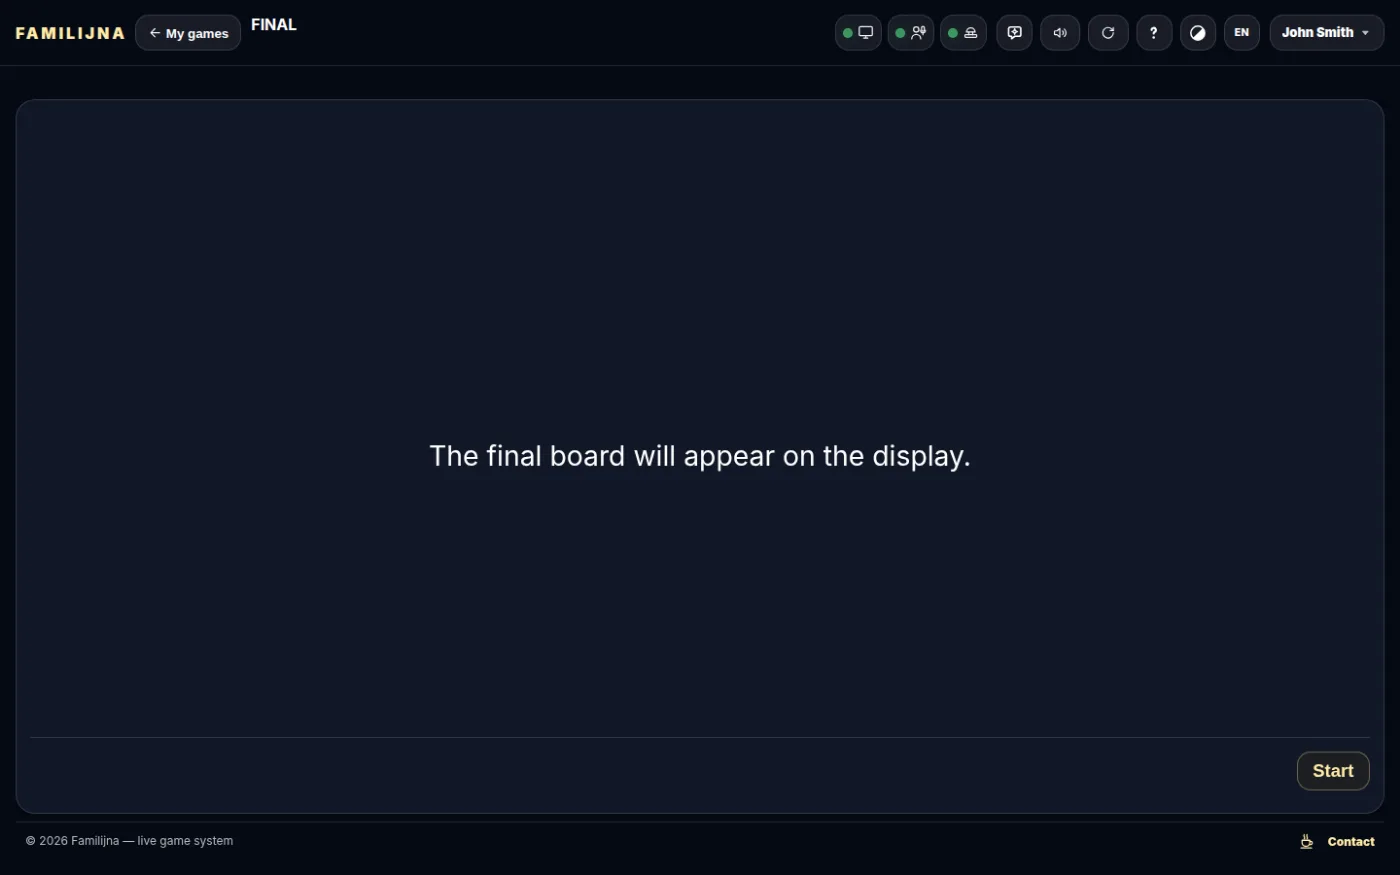 FAMILIJNA
← My games
FINAL
?
EN
John Smith
The final board will appear on the display.
Start
© 2026 Familijna — live game system
Contact